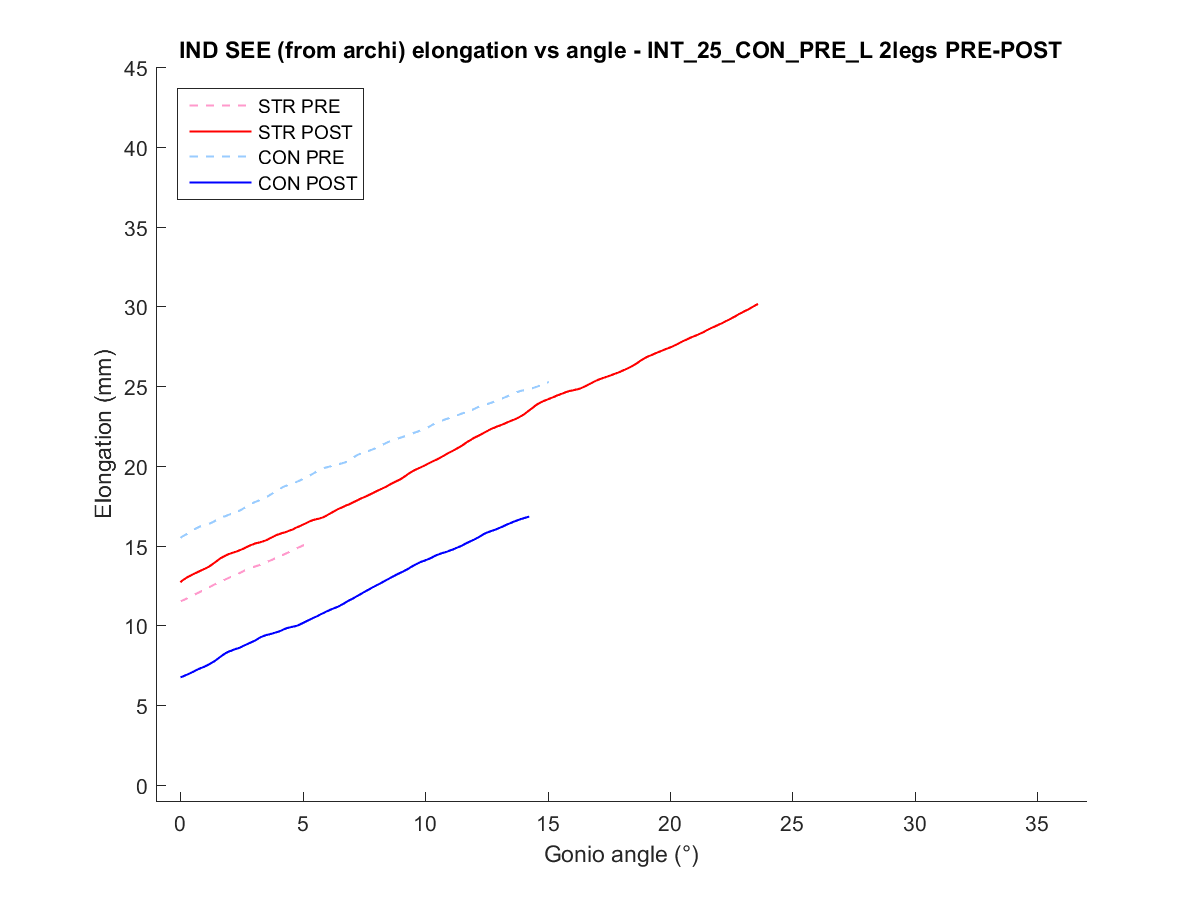 IND SEE (from archi) elongation vs angle - INT_25_CON_PRE_L 2legs PRE-POST
45
40
35
30
25
20
15
10
5
0
Elongation (mm)
STR PRE
STR POST
CON PRE
CON POST
0 5 10 15 20 25 30 35
Gonio angle (°)